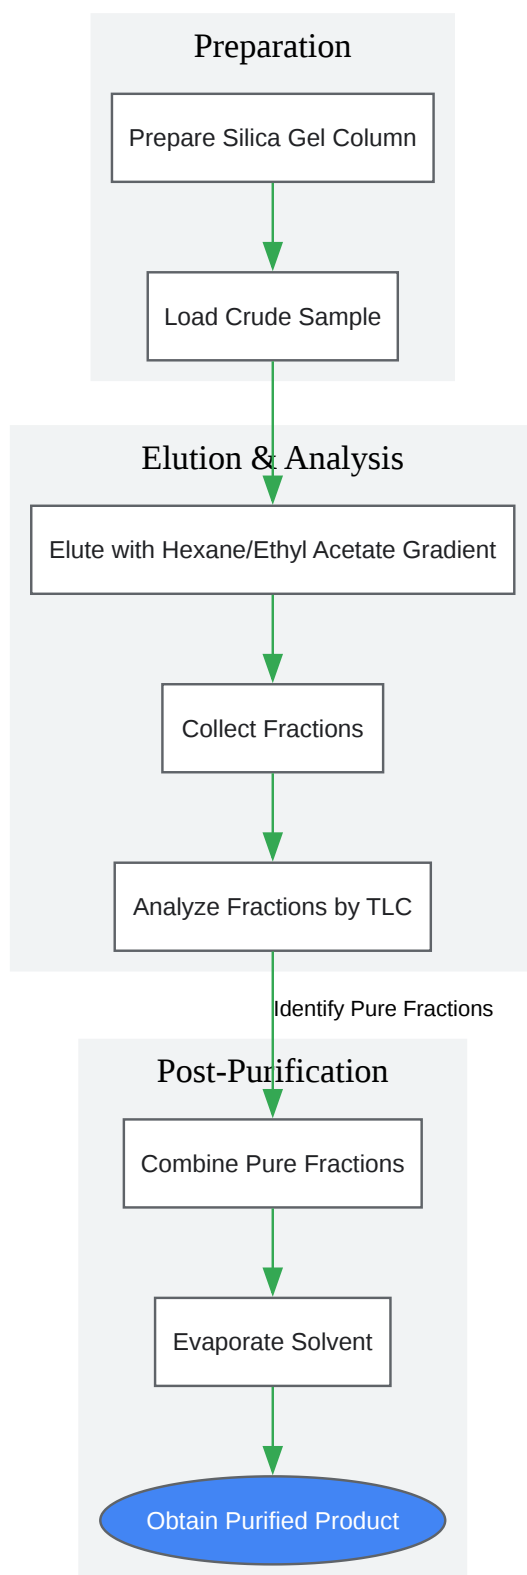 Preparation
Prepare Silica Gel Column
Load Crude Sample
Elution & Analysis
Elute with Hexane/Ethyl Acetate Gradient
Collect Fractions
Analyze Fractions by TLC
Identify Pure Fractions
Post-Purification
Combine Pure Fractions
Evaporate Solvent
Obtain Purified Product